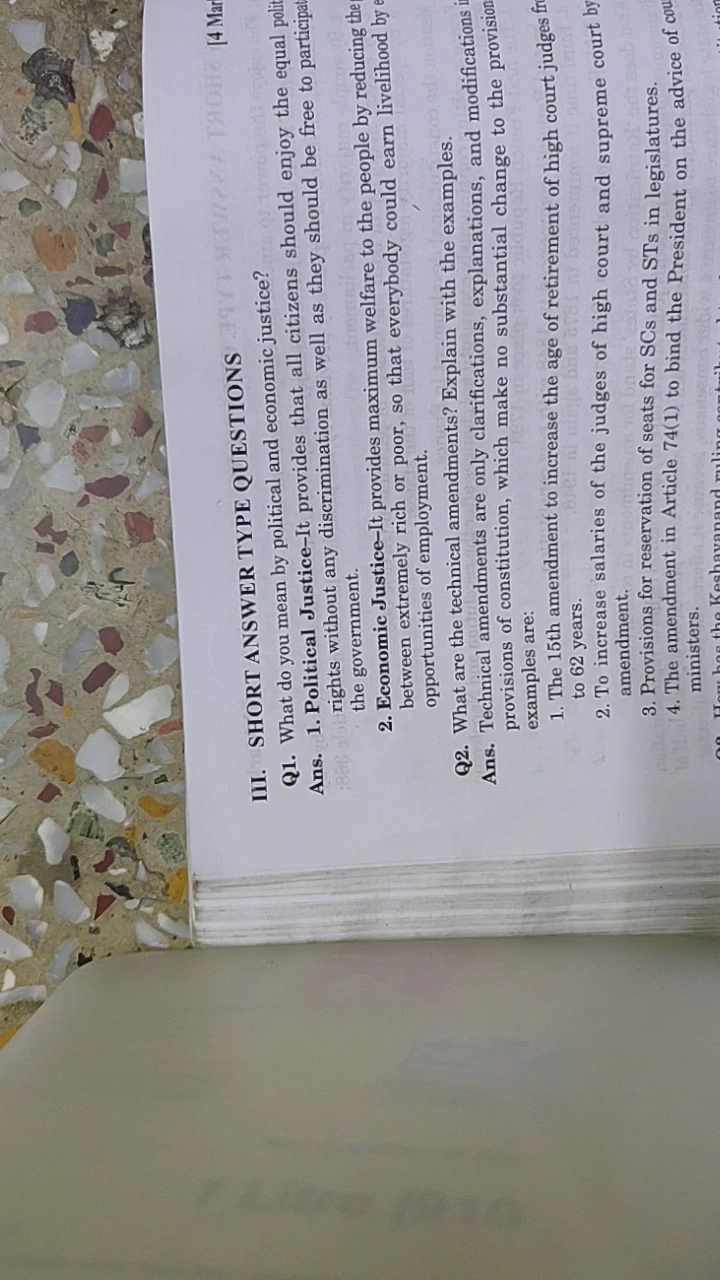 III. SHORT ANSWER TYPE QUESTIONS [4 Mar
Q1. What do you mean by political and economic justice?
Ans. 1. Political Justice–It provides that all citizens should enjoy the equal polit
rights without any discrimination as well as they should be free to participat
the government.
2. Economic Justice–It provides maximum welfare to the people by reducing the
between extremely rich or poor, so that everybody could earn livelihood by e
opportunities of employment.
Q2. What are the technical amendments? Explain with the examples.
Ans. Technical amendments are only clarifications, explanations, and modifications i
provisions of constitution, which make no substantial change to the provision
examples are:
1. The 15th amendment to increase the age of retirement of high court judges fr
to 62 years.
2. To increase salaries of the judges of high court and supreme court by
amendment.
3. Provisions for reservation of seats for SCs and STs in legislatures.
4. The amendment in Article 74(1) to bind the President on the advice of cou
ministers.